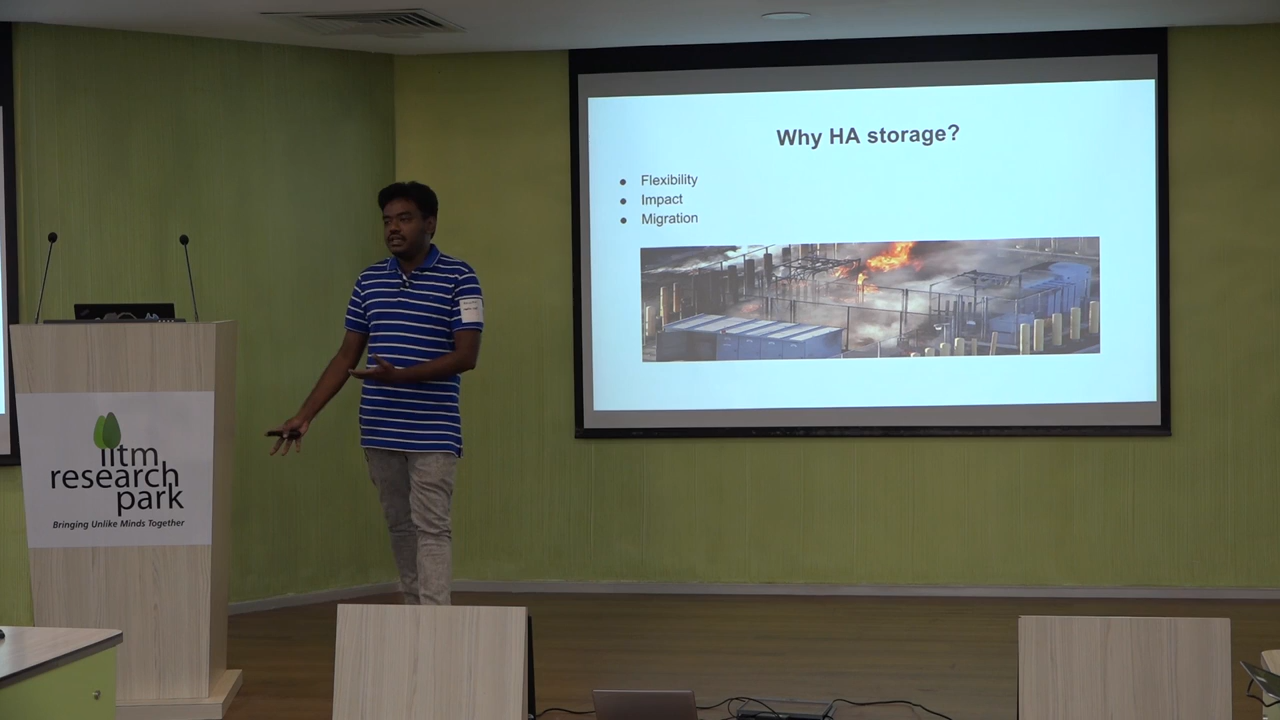 Why HA storage?
Flexibility
Impact
Migration
iitm
research
park
Bringing Unlike Minds Together